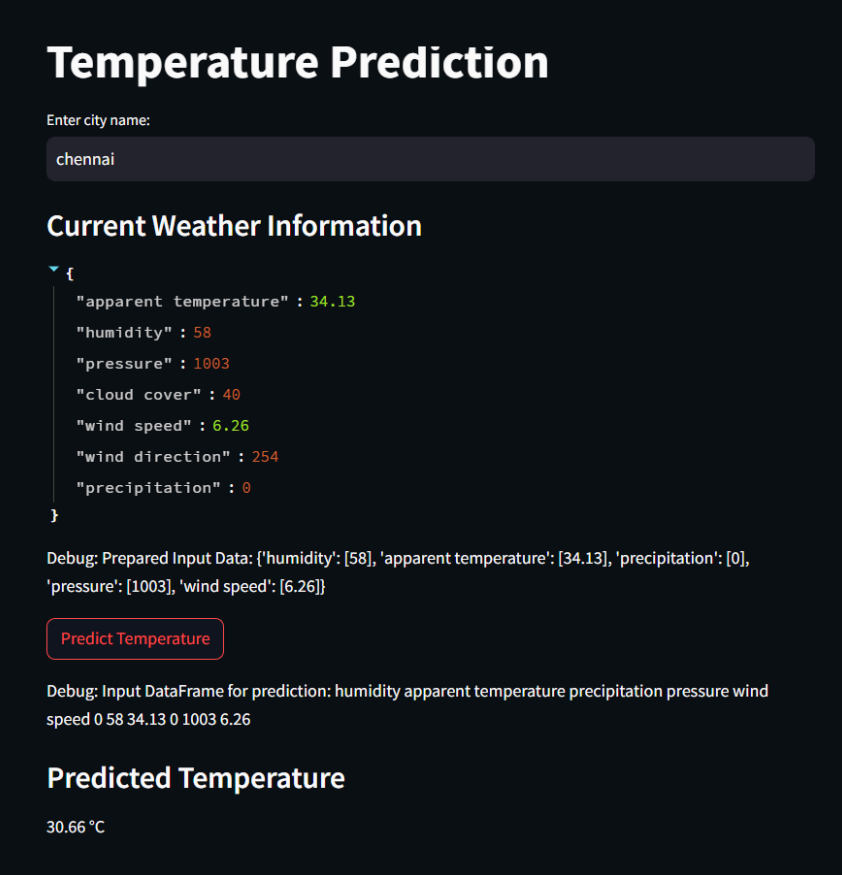 Temperature Prediction
Enter city name:
chennai
Current Weather Information
{
"apparent temperature" : 34.13
"humidity" : 58
"pressure" : 1003
"cloud cover" : 40
"wind speed" : 6.26
"wind direction" : 254
"precipitation" : 0
}
Debug: Prepared Input Data: {'humidity': [58], 'apparent temperature': [34.13], 'precipitation': [0],
'pressure': [1003], 'wind speed': [6.26]}
Predict Temperature
Debug: Input DataFrame for prediction: humidity apparent temperature precipitation pressure wind
speed 0 58 34.13 0 1003 6.26
Predicted Temperature
30.66 °C